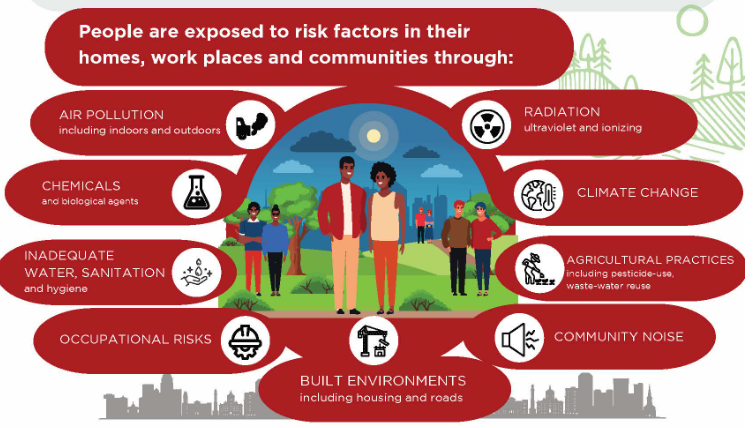 People are exposed to risk factors in their
homes, work places and communities through:
AIR POLLUTION
including indoors and outdoors
CHEMICALS
and biological agents
INADEQUATE
WATER, SANITATION
and hygiene
OCCUPATIONAL RISKS
BUILT ENVIRONMENTS
including housing and roads
RADIATION
ultraviolet and ionizing
CLIMATE CHANGE
AGRICULTURAL PRACTICES
including pesticide-use,
waste-water reuse
COMMUNITY NOISE